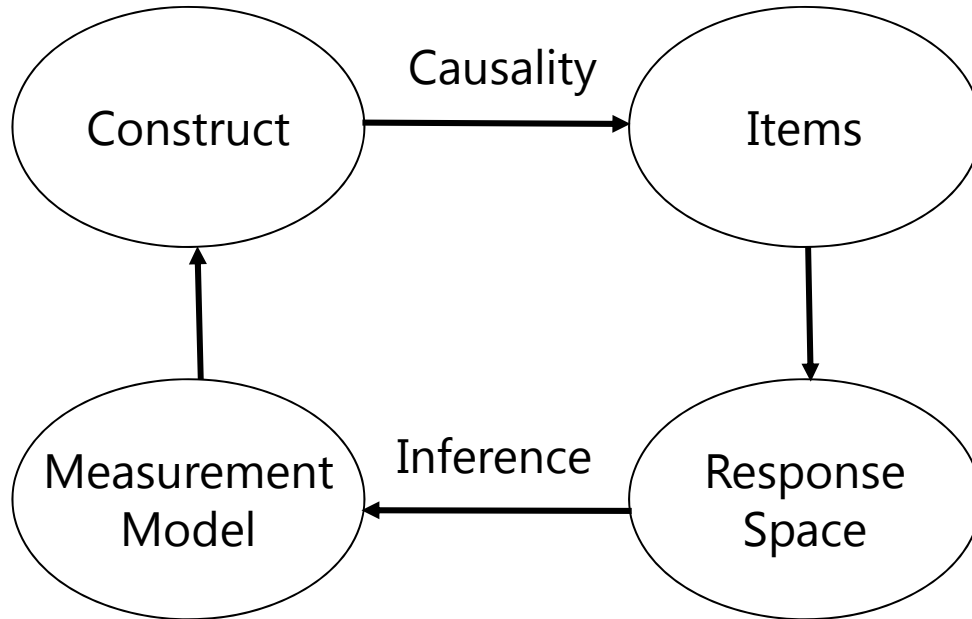 Causality
Construct
Items
Measurement
Model
Inference
Response
Space